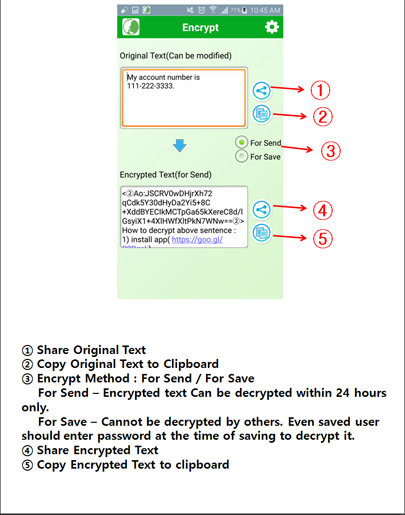 71% 10:45 AM
Encrypt
Original Text(Can be modified)
My account number is
111-222-3333.
①
②
For Send
③
For Save
Encrypted Text(for Send)
<②Ao:JSCRV0wDHjrXh72
qCdk5Y30dHyDa2Yi5+8C
+XddBYECIkMCTpGa65kXereC8d/l
GsyiX1+4XlHWfXItPkN7WNw==②>
How to decrypt above sentence :
1) install app( https://goo.gl/
④
⑤
① Share Original Text
② Copy Original Text to Clipboard
③ Encrypt Method : For Send / For Save
For Send – Encrypted text Can be decrypted within 24 hours
only.
For Save – Cannot be decrypted by others. Even saved user
should enter password at the time of saving to decrypt it.
④ Share Encrypted Text
⑤ Copy Encrypted Text to clipboard